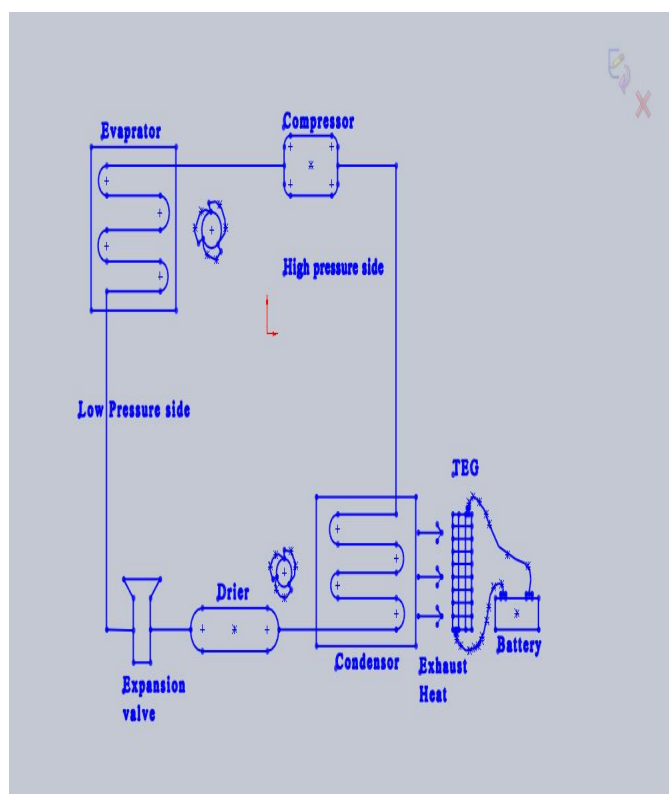 Evaprator
Compressor
High pressure side
Low Pressure side
TEG
Drier
Condensor
Exhaust
Heat
Battery
Expansion
valve